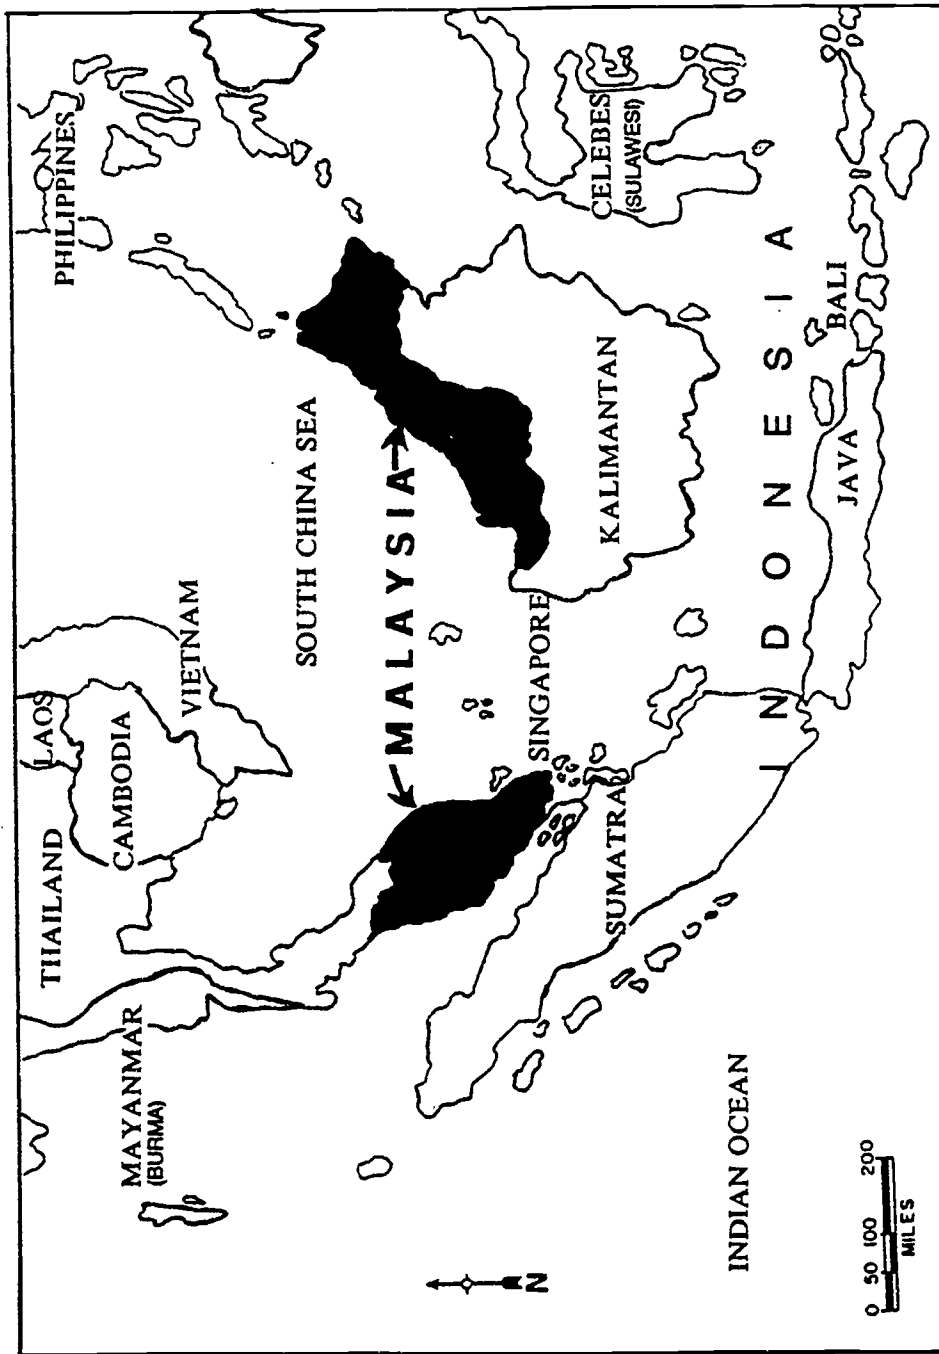 THAILAND
LAOS
PHILIPPINES
CAMBODIA
MAYANMAR
(BURMA)
VIETNAM
SOUTH CHINA SEA
MALAYSIA
N
SINGAPORE
CELEBES
(SULAWESI)
KALIMANTAN
SUMATRA
INDIAN OCEAN
INDONESIA
BALI
JAVA
0 50 100 200
MILES